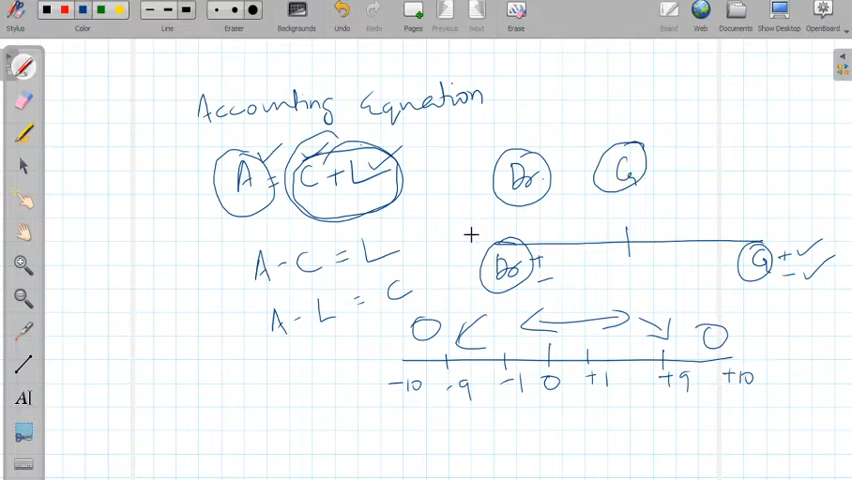 Stylus Color Line Eraser Backgrounds Undo Redo Pages Previous Next Erase Board Web Documents Show Desktop OpenBoard
Accounting Equation
A = C + L Dr. Cr
A - C = L
Dr + - Cr + -
A - L = C
0 0
-10 -9 -1 0 +1 +9 +10
A